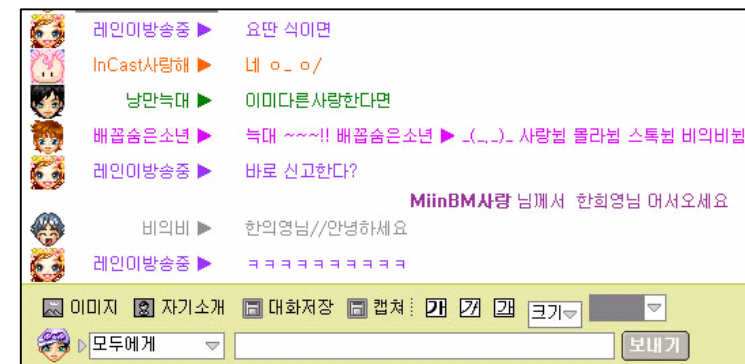 레인이방송중 ▶ 요딴 식이면
InCast사랑해 ▶ 네 ㅇ_ ㅇ/
낭만늑대 ▶ 이미다른사랑한다면
배꼽숨은소년 ▶ 늑대 ~~~!! 배꼽숨은소년 ▶ _(_._)_ 사랑님 몰라님 스톡님 비의비님
레인이방송중 ▶ 바로 신고한다?
MiinBM사랑 님께서 한희영님 어서오세요
비의비 ▶ 한의영님//안녕하세요
레인이방송중 ▶ ㅋㅋㅋㅋㅋㅋㅋㅋㅋㅋ
이미지 자기소개 대화저장 캡쳐 가 가 가 크기
모두에게 보내기